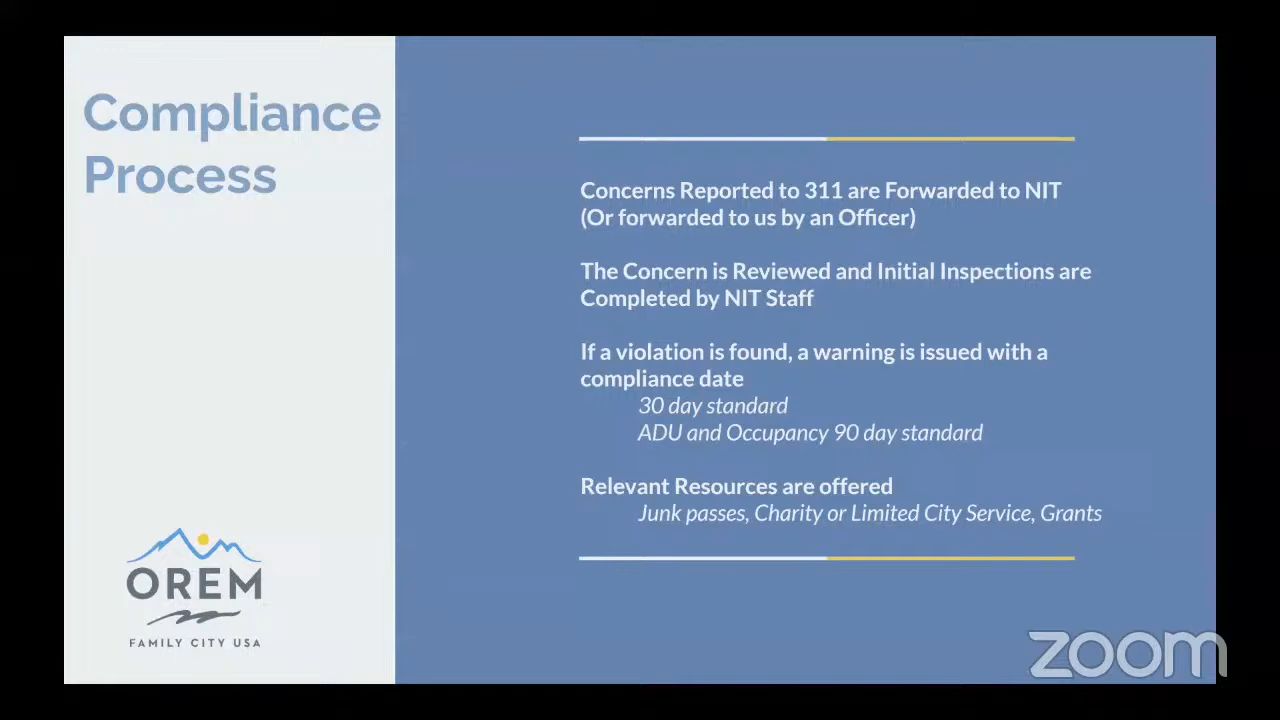 Compliance
Process
Concerns Reported to 311 are Forwarded to NIT
(Or forwarded to us by an Officer)
The Concern is Reviewed and Initial Inspections are
Completed by NIT Staff
If a violation is found, a warning is issued with a
compliance date
30 day standard
ADU and Occupancy 90 day standard
Relevant Resources are offered
Junk passes, Charity or Limited City Service, Grants
OREM
FAMILY CITY USA
zoom